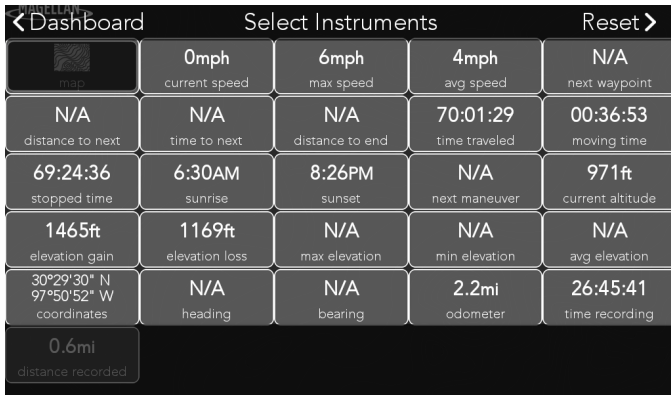 MAGELLAN
Dashboard
Select Instruments
Reset
map
0mph
current speed
6mph
max speed
4mph
avg speed
N/A
next waypoint
N/A
distance to next
N/A
time to next
N/A
distance to end
70:01:29
time traveled
00:36:53
moving time
69:24:36
stopped time
6:30AM
sunrise
8:26PM
sunset
N/A
next maneuver
971ft
current altitude
1465ft
elevation gain
1169ft
elevation loss
N/A
max elevation
N/A
min elevation
N/A
avg elevation
30º29'30" N
97º50'52" W
coordinates
N/A
heading
N/A
bearing
2.2mi
odometer
26:45:41
time recording
0.6mi
distance recorded